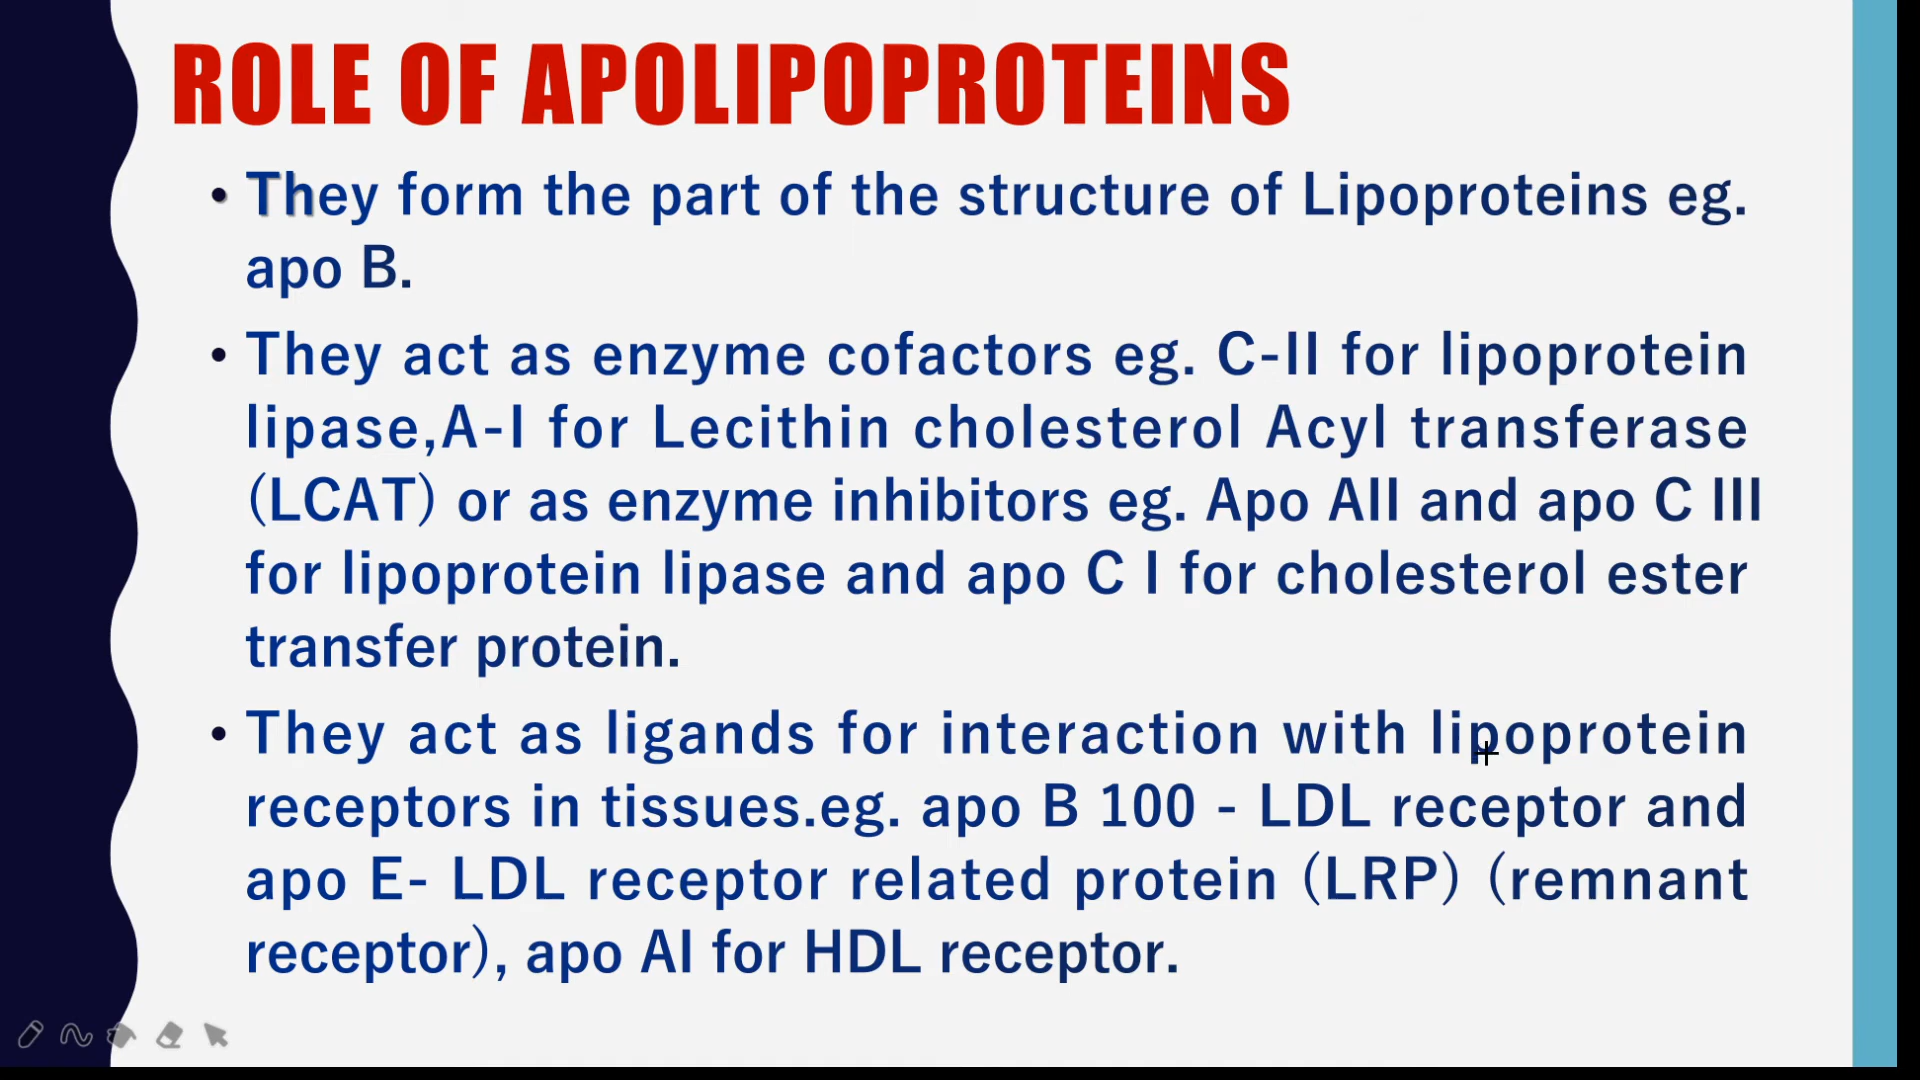 ROLE OF APOLIPOPROTEINS
• They form the part of the structure of Lipoproteins eg.
apo B.
• They act as enzyme cofactors eg. C-II for lipoprotein
lipase,A-I for Lecithin cholesterol Acyl transferase
(LCAT) or as enzyme inhibitors eg. Apo AII and apo C III
for lipoprotein lipase and apo C I for cholesterol ester
transfer protein.
• They act as ligands for interaction with lipoprotein
receptors in tissues.eg. apo B 100 - LDL receptor and
apo E- LDL receptor related protein (LRP) (remnant
receptor), apo AI for HDL receptor.